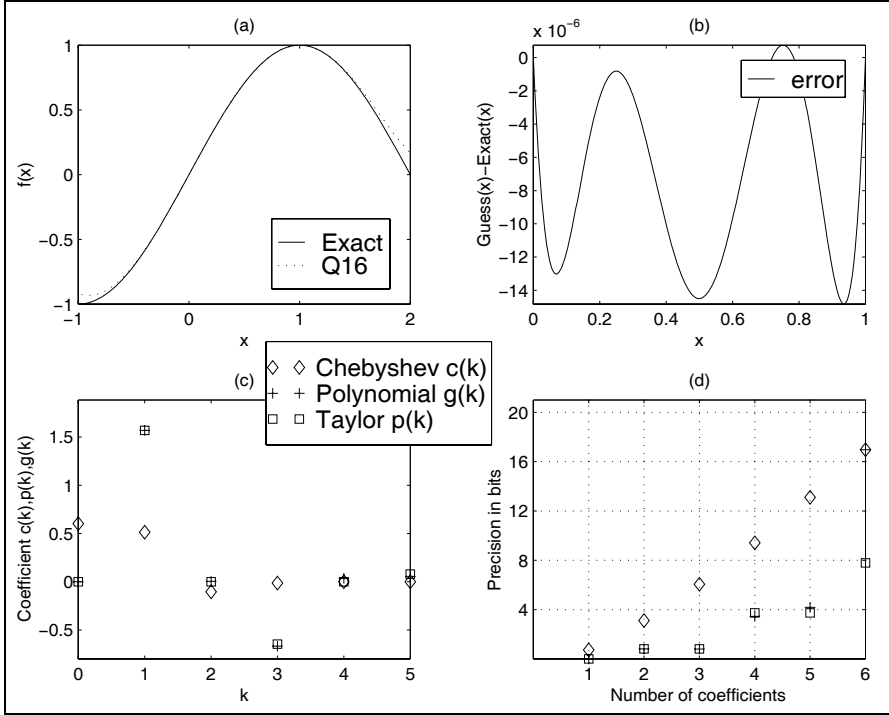 (a)
1
0.5
0
−0.5
−1
−1
0
1
2
f(x)
x
Exact
Q16
(b)
x 10⁻⁶
0
−2
−4
−6
−8
−10
−12
−14
0
0.2
0.4
0.6
0.8
1
Guess(x)−Exact(x)
x
error
(c)
Chebyshev c(k)
Polynomial g(k)
Taylor p(k)
1.5
1
0.5
0
−0.5
0
1
2
3
4
5
Coefficient c(k),p(k),g(k)
k
(d)
20
16
12
8
4
1
2
3
4
5
6
Precision in bits
Number of coefficients